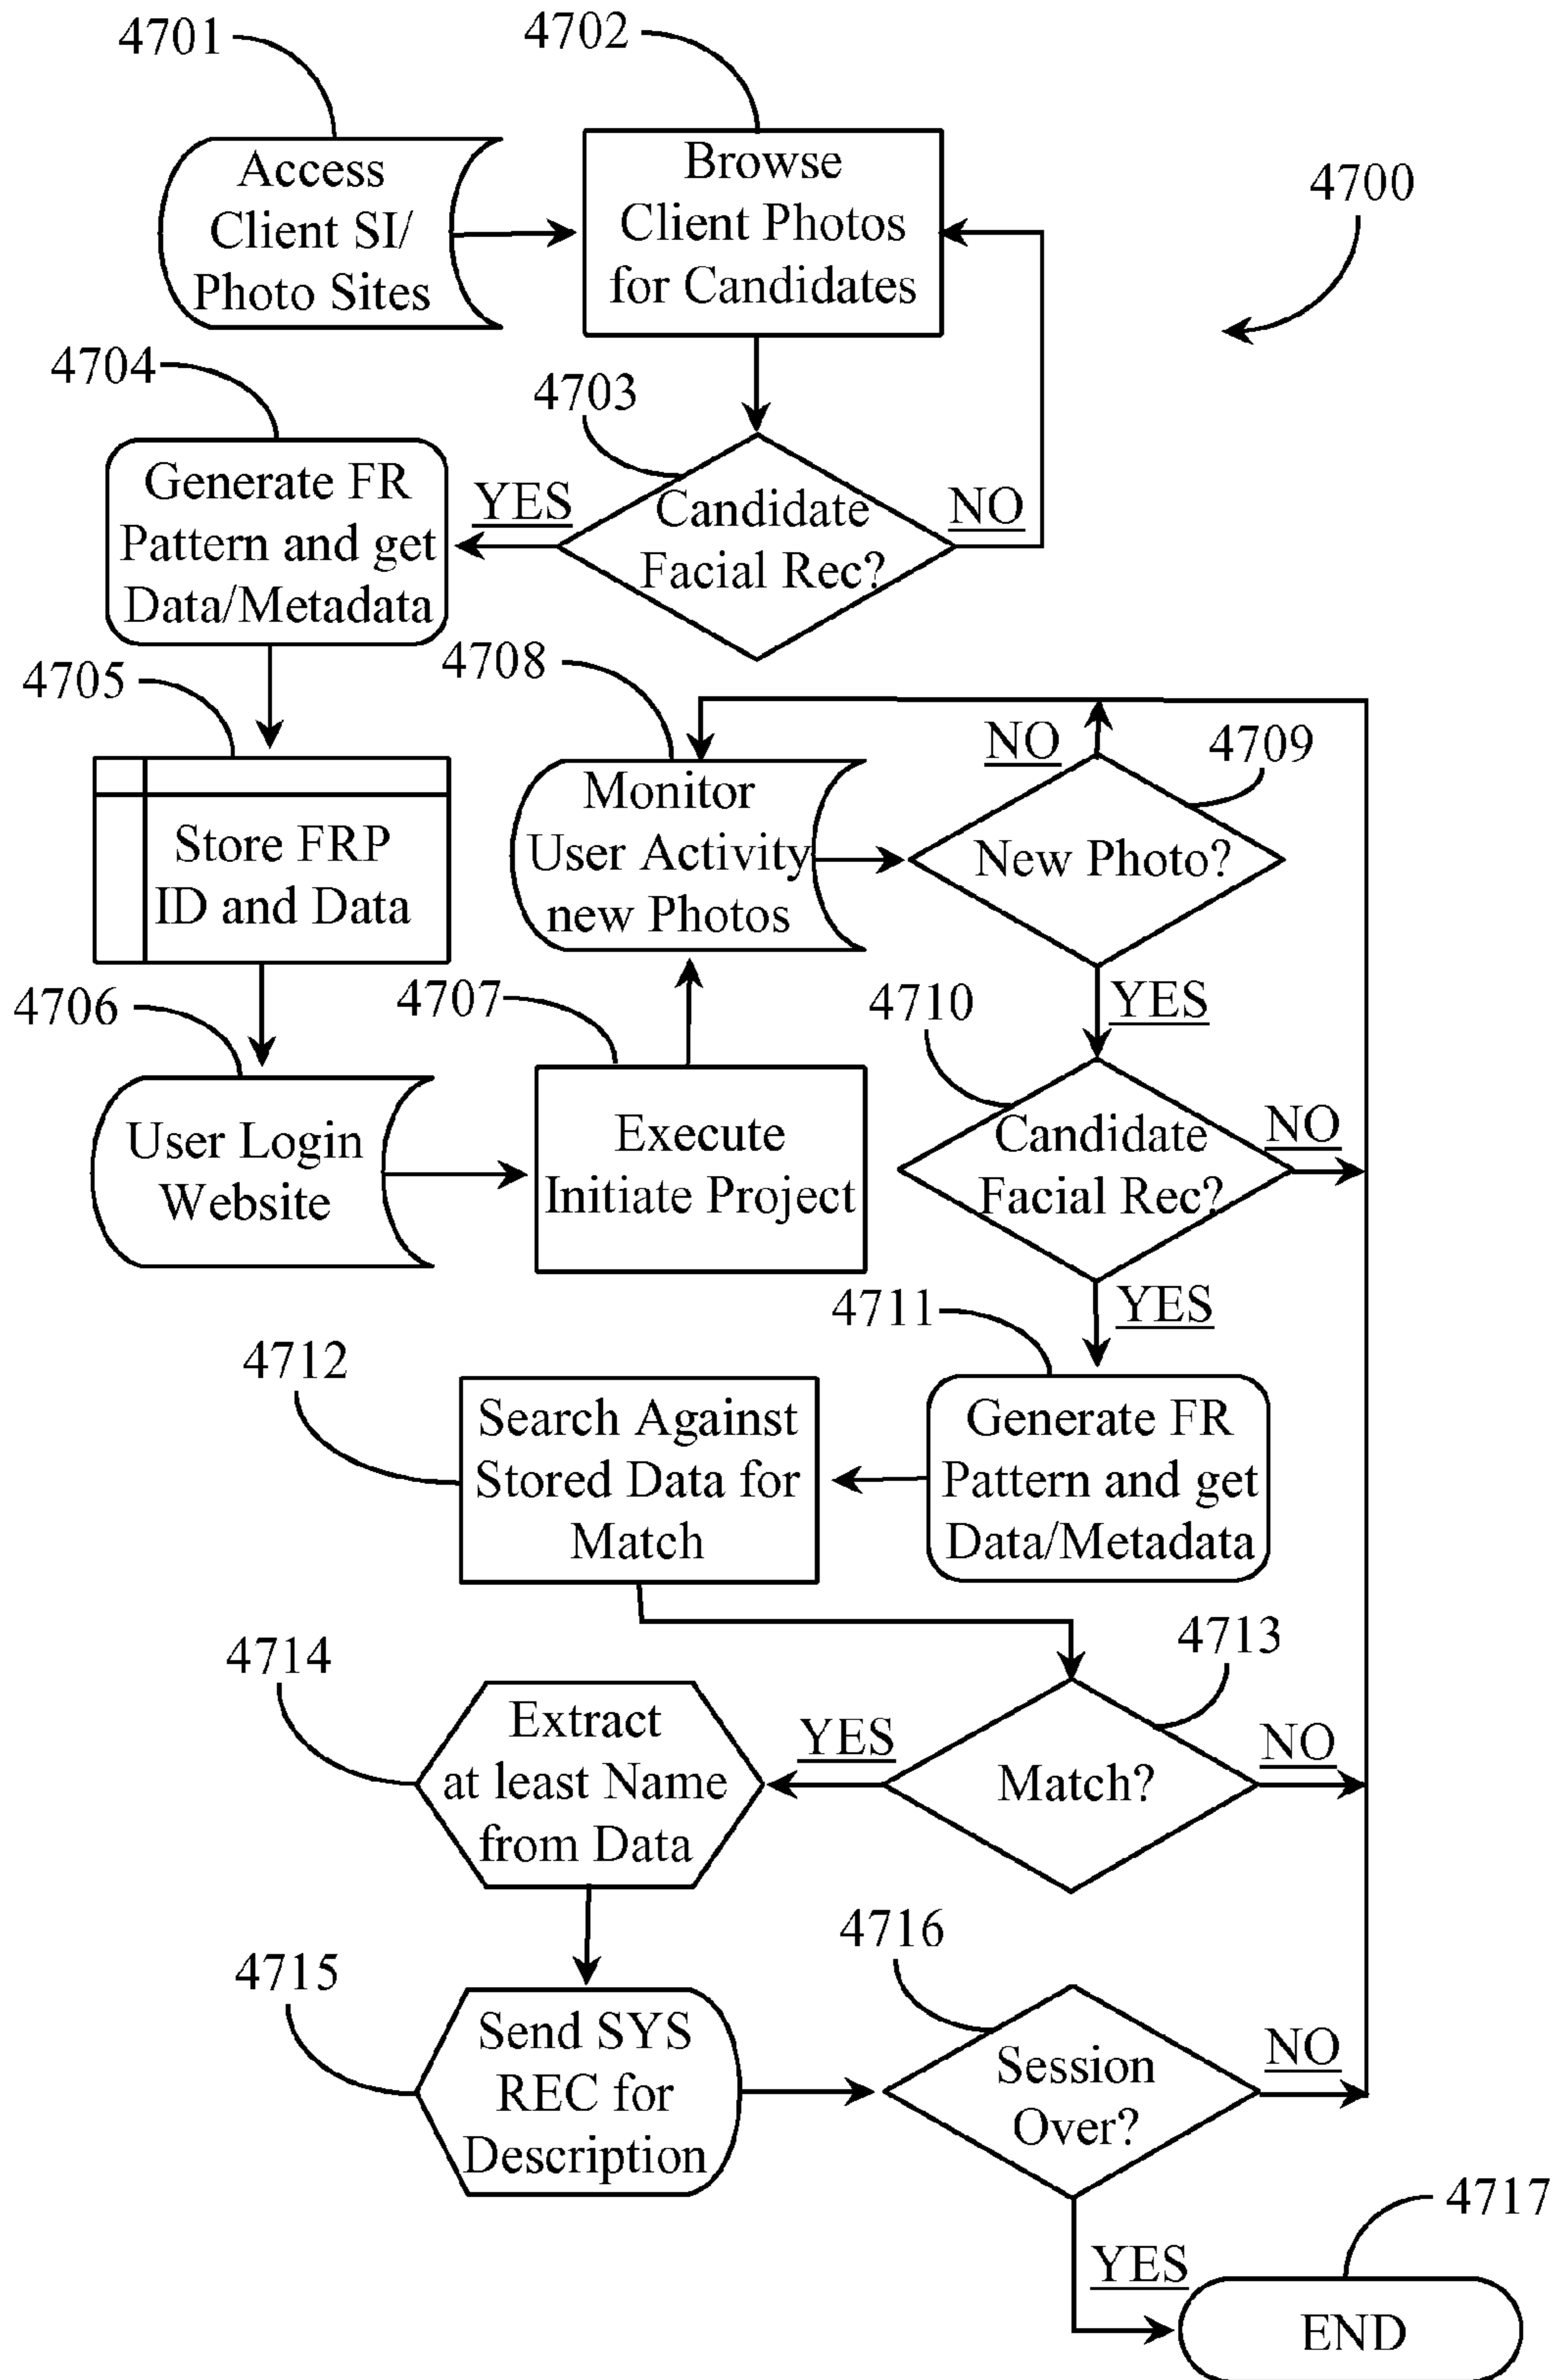 4701
4702
Access
Client SI/
Photo Sites
Browse
Client Photos
for Candidates
4700
4704
4703
Generate FR
Pattern and get
Data/Metadata
YES
Candidate
Facial Rec?
NO
4705
4708
Store FRP
ID and Data
Monitor
User Activity
new Photos
NO
4709
New Photo?
YES
4706
4707
4710
User Login
Website
Execute
Initiate Project
Candidate
Facial Rec?
NO
YES
4711
4712
Search Against
Stored Data for
Match
Generate FR
Pattern and get
Data/Metadata
4713
4714
Extract
at least Name
from Data
YES
Match?
NO
4715
4716
Send SYS
REC for
Description
Session
Over?
NO
YES
4717
END